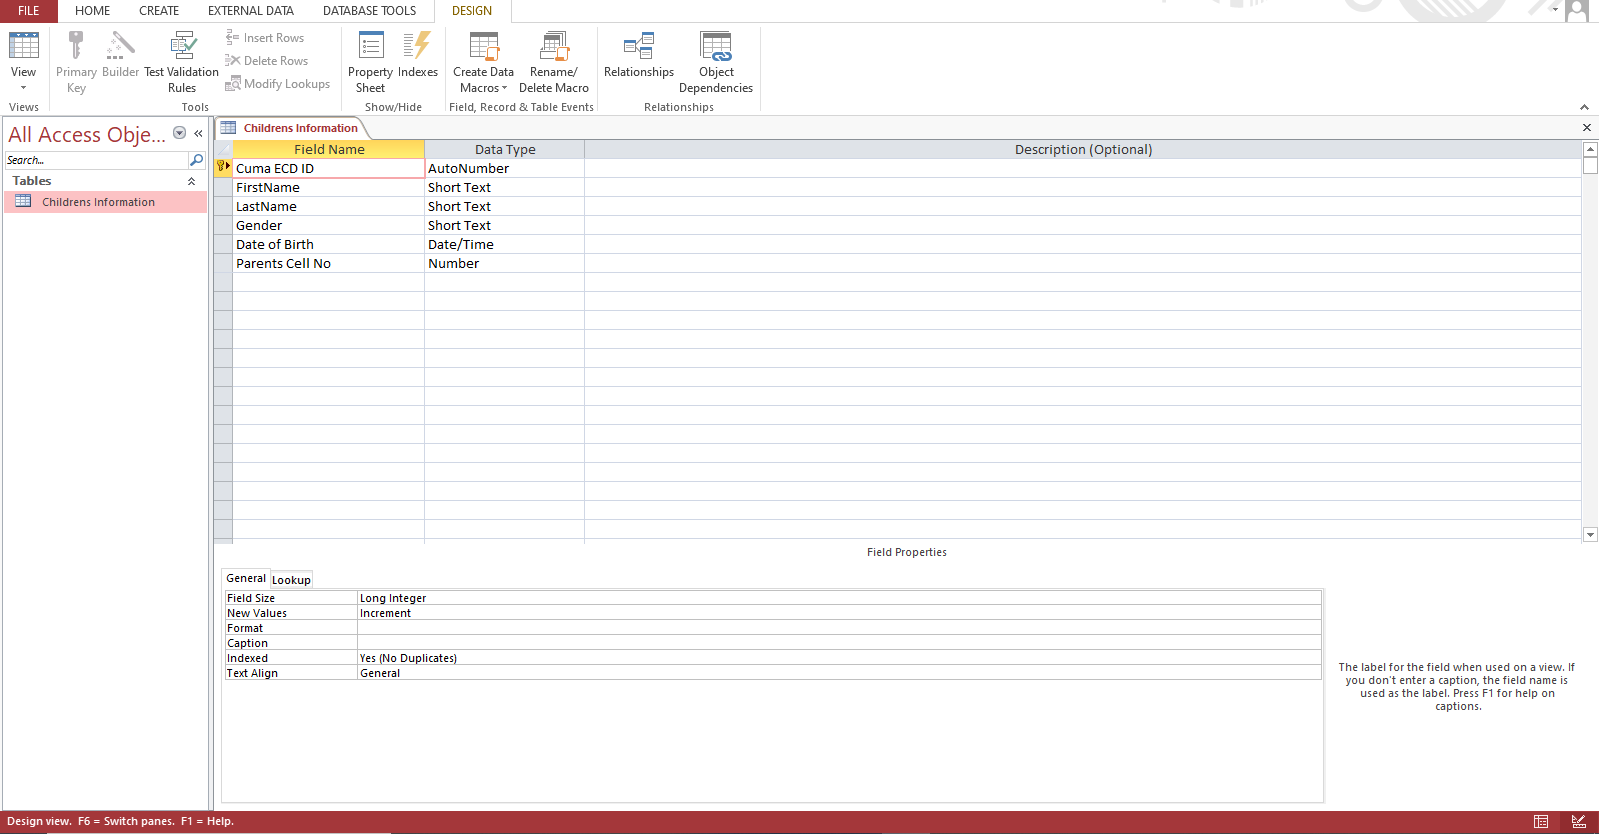 FILE HOME CREATE EXTERNAL DATA DATABASE TOOLS DESIGN
View
Views
Primary Key
Builder
Test Validation Rules
Insert Rows
Delete Rows
Modify Lookups
Tools
Property Sheet
Indexes
Show/Hide
Create Data Macros
Rename/ Delete Macro
Field, Record & Table Events
Relationships
Object Dependencies
Relationships
All Access Obje...
Search...
Tables
Childrens Information
Childrens Information
Field Name Data Type Description (Optional)
Cuma ECD ID AutoNumber
FirstName Short Text
LastName Short Text
Gender Short Text
Date of Birth Date/Time
Parents Cell No Number
Field Properties
General Lookup
Field Size Long Integer
New Values Increment
Format
Caption
Indexed Yes (No Duplicates)
Text Align General
The label for the field when used on a view. If
you don't enter a caption, the field name is
used as the label. Press F1 for help on
captions.
Design view. F6 = Switch panes. F1 = Help.